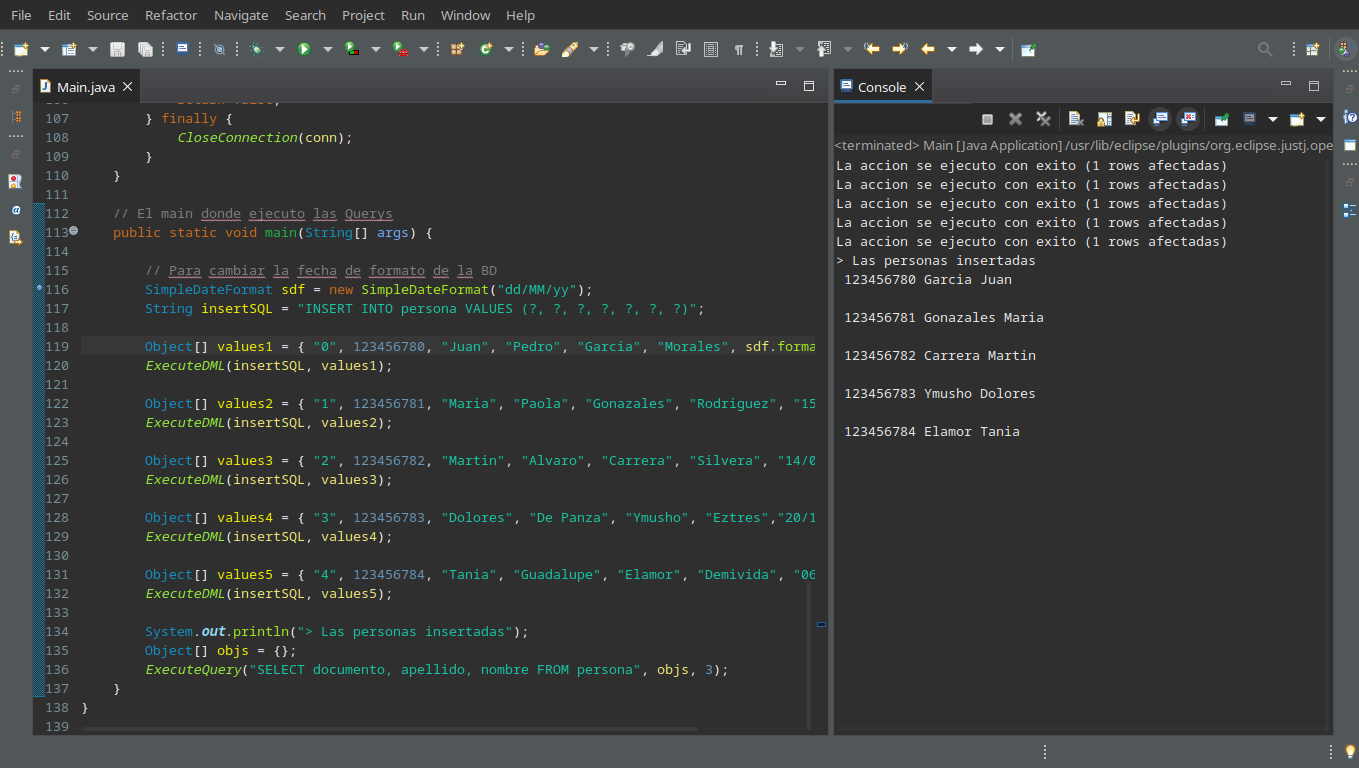 File Edit Source Refactor Navigate Search Project Run Window Help
Main.java
107 } finally {
108 CloseConnection(conn);
109 }
110 }
111
112 // El main donde ejecuto las Querys
113 public static void main(String[] args) {
114
115 // Para cambiar la fecha de formato de la BD
116 SimpleDateFormat sdf = new SimpleDateFormat("dd/MM/yy");
117 String insertSQL = "INSERT INTO persona VALUES (?, ?, ?, ?, ?, ?, ?)";
118
119 Object[] values1 = { "0", 123456780, "Juan", "Pedro", "Garcia", "Morales", sdf.forma
120 ExecuteDML(insertSQL, values1);
121
122 Object[] values2 = { "1", 123456781, "Maria", "Paola", "Gonazales", "Rodriguez", "15
123 ExecuteDML(insertSQL, values2);
124
125 Object[] values3 = { "2", 123456782, "Martin", "Alvaro", "Carrera", "Silvera", "14/0
126 ExecuteDML(insertSQL, values3);
127
128 Object[] values4 = { "3", 123456783, "Dolores", "De Panza", "Ymusho", "Eztres","20/1
129 ExecuteDML(insertSQL, values4);
130
131 Object[] values5 = { "4", 123456784, "Tania", "Guadalupe", "Elamor", "Demivida", "06
132 ExecuteDML(insertSQL, values5);
133
134 System.out.println("> Las personas insertadas");
135 Object[] objs = {};
136 ExecuteQuery("SELECT documento, apellido, nombre FROM persona", objs, 3);
137 }
138 }
139
Console
<terminated> Main [Java Application] /usr/lib/eclipse/plugins/org.eclipse.justj.ope
La accion se ejecuto con exito (1 rows afectadas)
La accion se ejecuto con exito (1 rows afectadas)
La accion se ejecuto con exito (1 rows afectadas)
La accion se ejecuto con exito (1 rows afectadas)
La accion se ejecuto con exito (1 rows afectadas)
> Las personas insertadas
123456780 Garcia Juan
123456781 Gonazales Maria
123456782 Carrera Martin
123456783 Ymusho Dolores
123456784 Elamor Tania